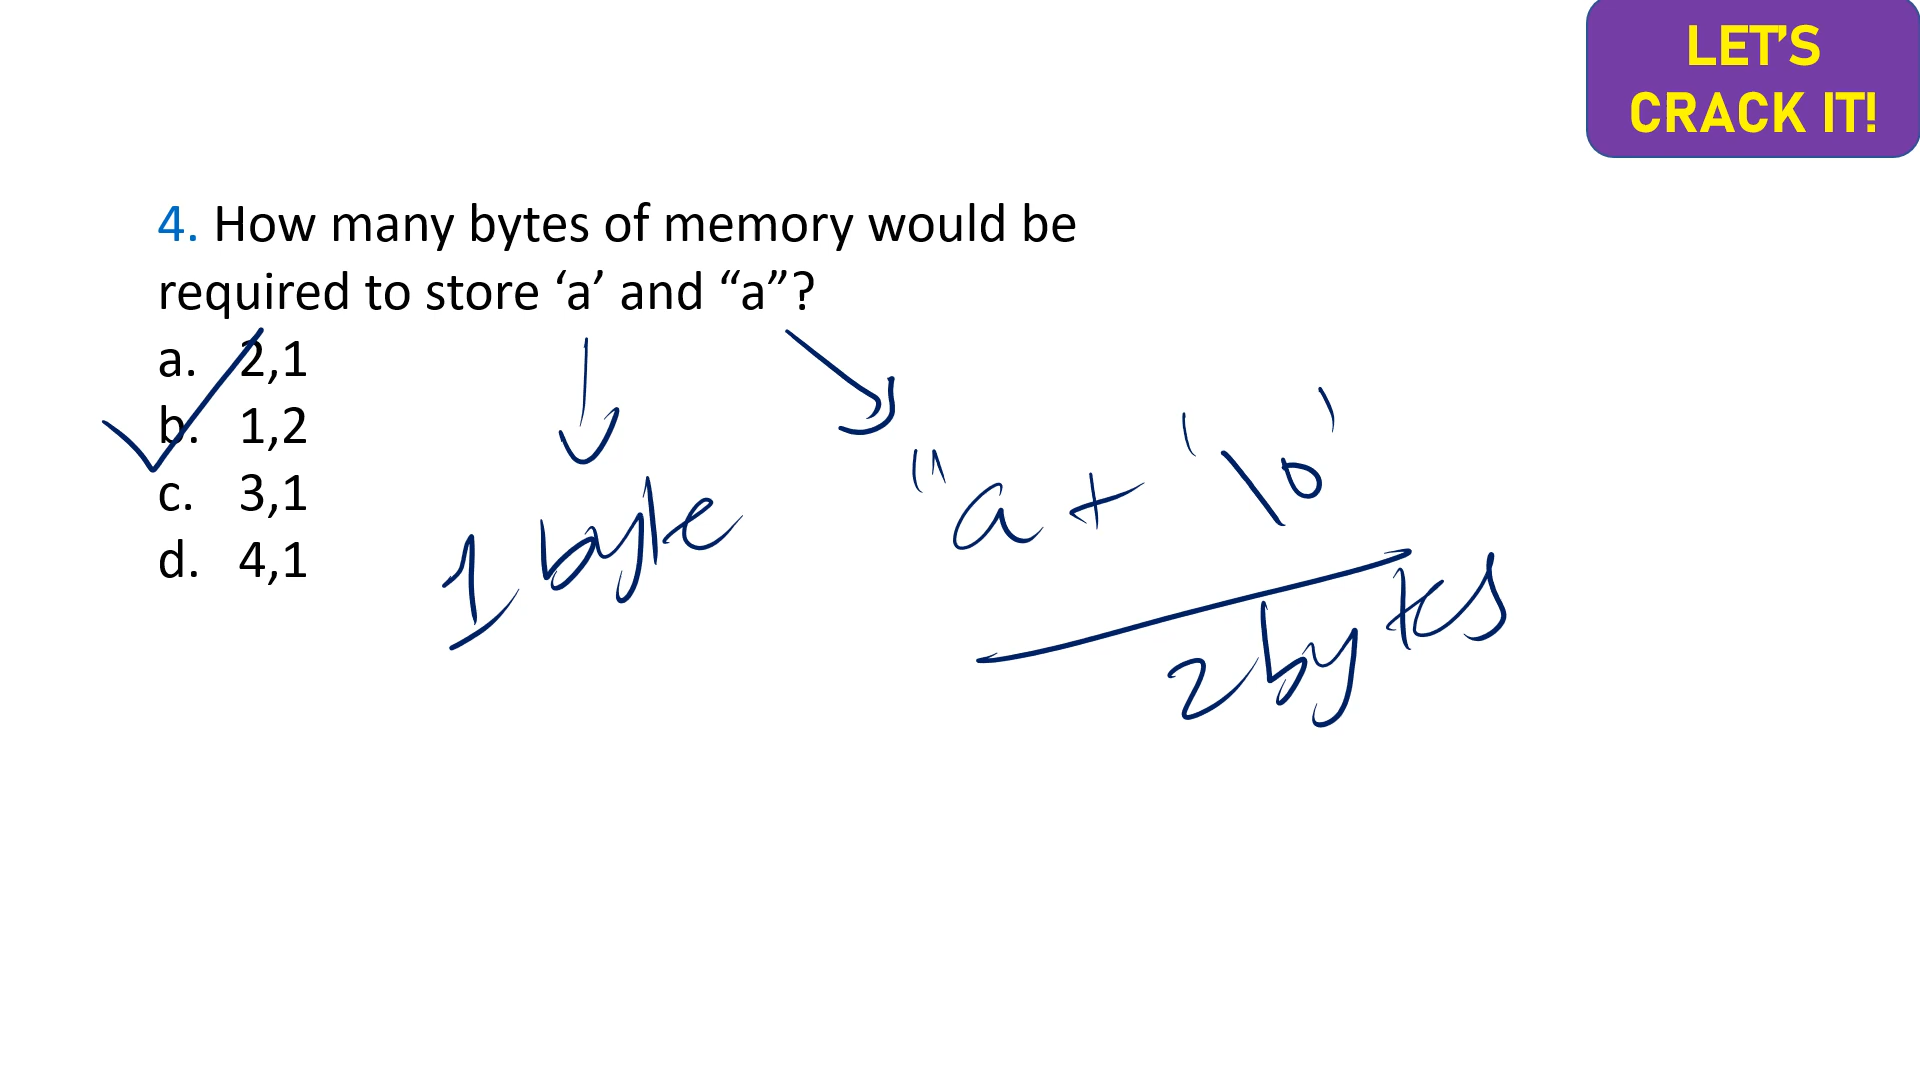 LET'S
CRACK IT!
4. How many bytes of memory would be
required to store ‘a’ and “a”?
a. 2,1
b. 1,2
c. 3,1
d. 4,1
1 byte
"a + '\0'
2 bytes